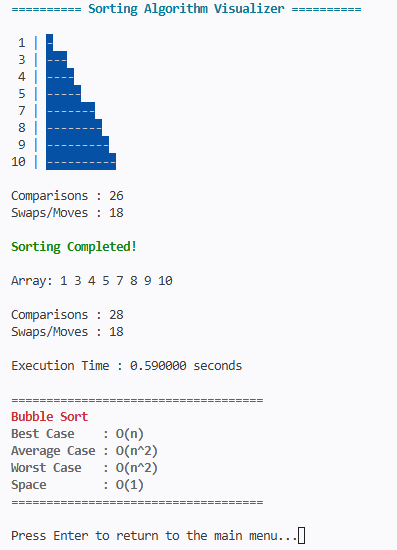 ========== Sorting Algorithm Visualizer ==========
1 | -
3 | ---
4 | ----
5 | -----
7 | -------
8 | --------
9 | ---------
10 | ----------
Comparisons : 26
Swaps/Moves : 18
Sorting Completed!
Array: 1 3 4 5 7 8 9 10
Comparisons : 28
Swaps/Moves : 18
Execution Time : 0.590000 seconds
====================================
Bubble Sort
Best Case    : O(n)
Average Case : O(n^2)
Worst Case   : O(n^2)
Space        : O(1)
====================================
Press Enter to return to the main menu...